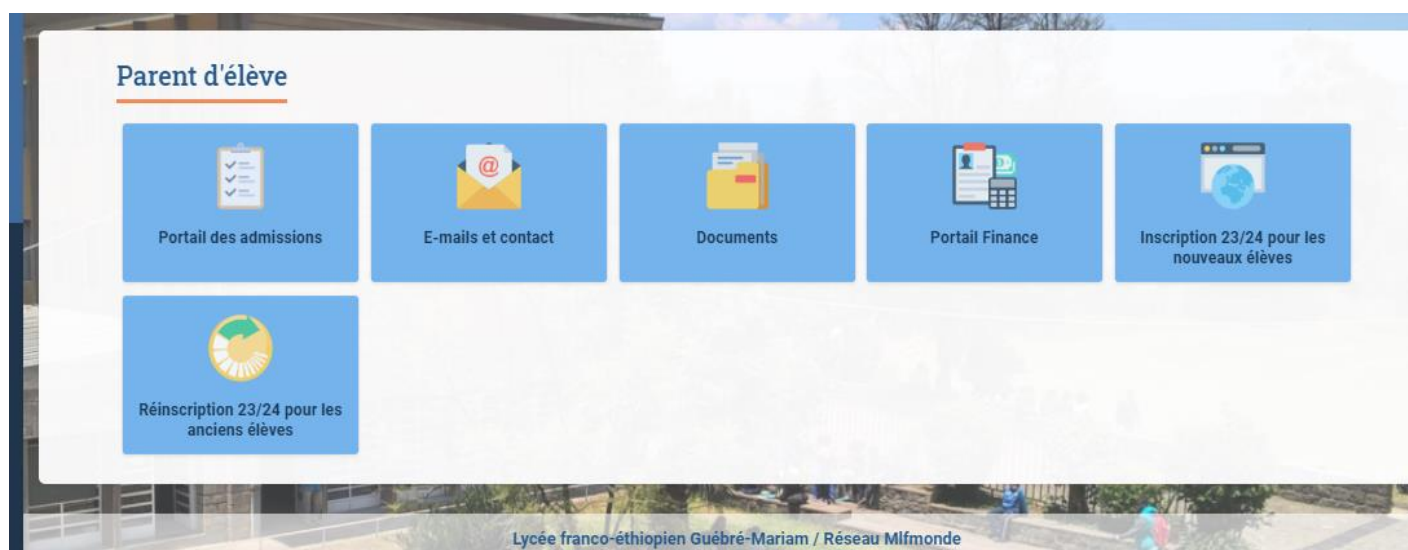 Parent d'élève
Portail des admissions
E-mails et contact
@
Documents
Portail Finance
Inscription 23/24 pour les
nouveaux élèves
Réinscription 23/24 pour les
anciens élèves
Lycée franco-éthiopien Guébré-Mariam / Réseau Mlfmonde